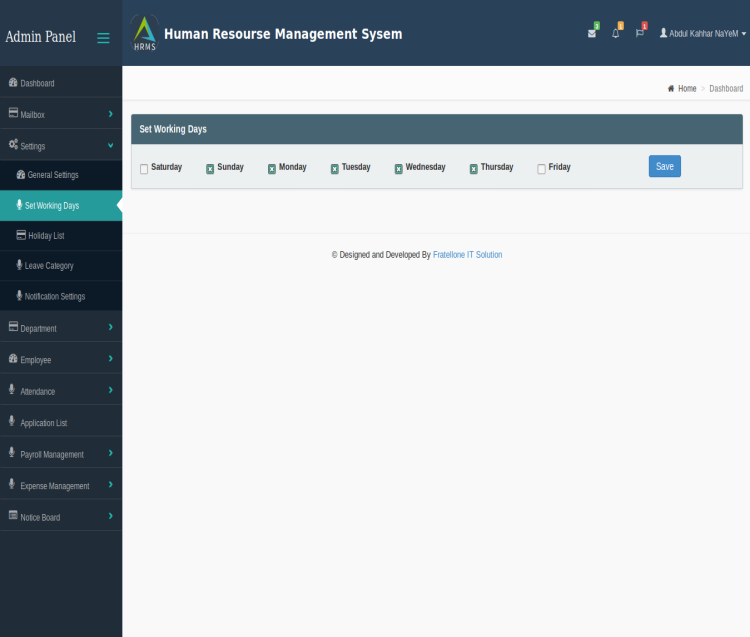 Admin Panel
HRMS
Human Resourse Management Sysem
1
1
1
Abdul Kahhar NaYeM
Home > Dashboard
Dashboard
Mailbox
Settings
General Settings
Set Working Days
Holiday List
Leave Category
Notification Settings
Department
Employee
Attendance
Application List
Payroll Management
Expense Management
Notice Board
Set Working Days
Saturday Sunday Monday Tuesday Wednesday Thursday Friday Save
© Designed and Developed By Fratellone IT Solution